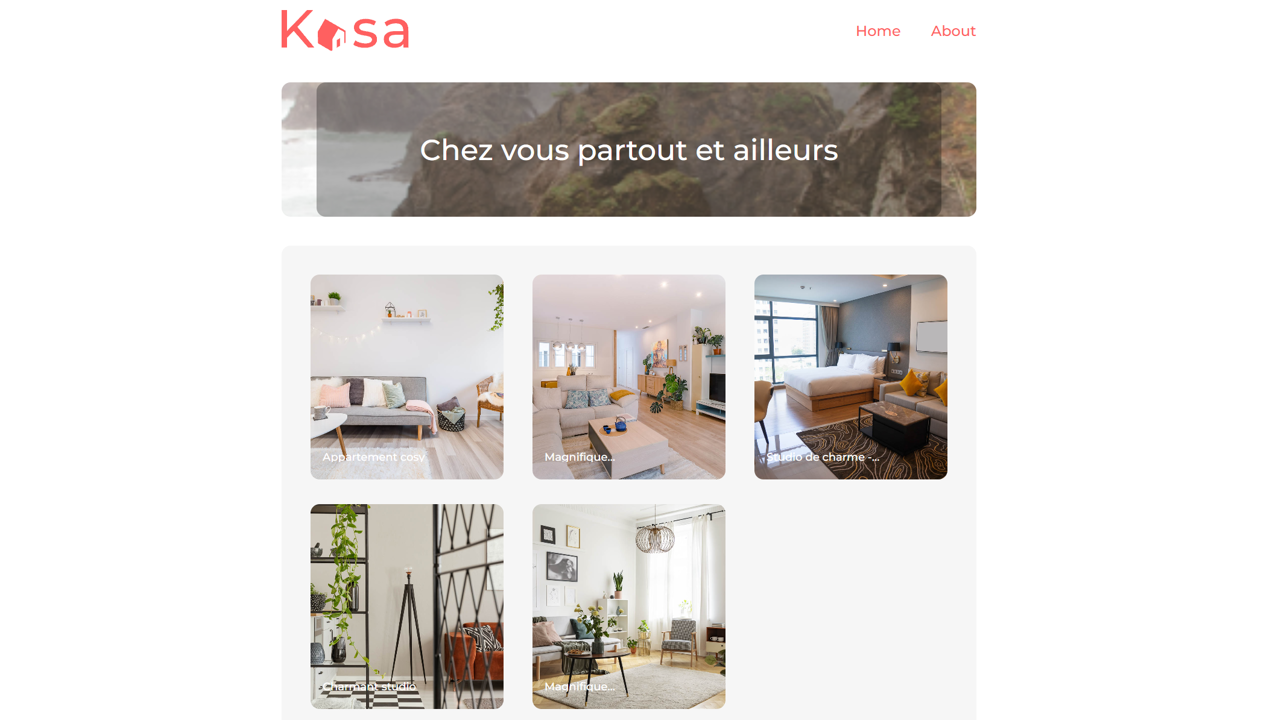 Kasa
Home
About
Chez vous partout et ailleurs
Appartement cosy
Magnifique...
Studio de charme -...
Charmant studio
Magnifique...